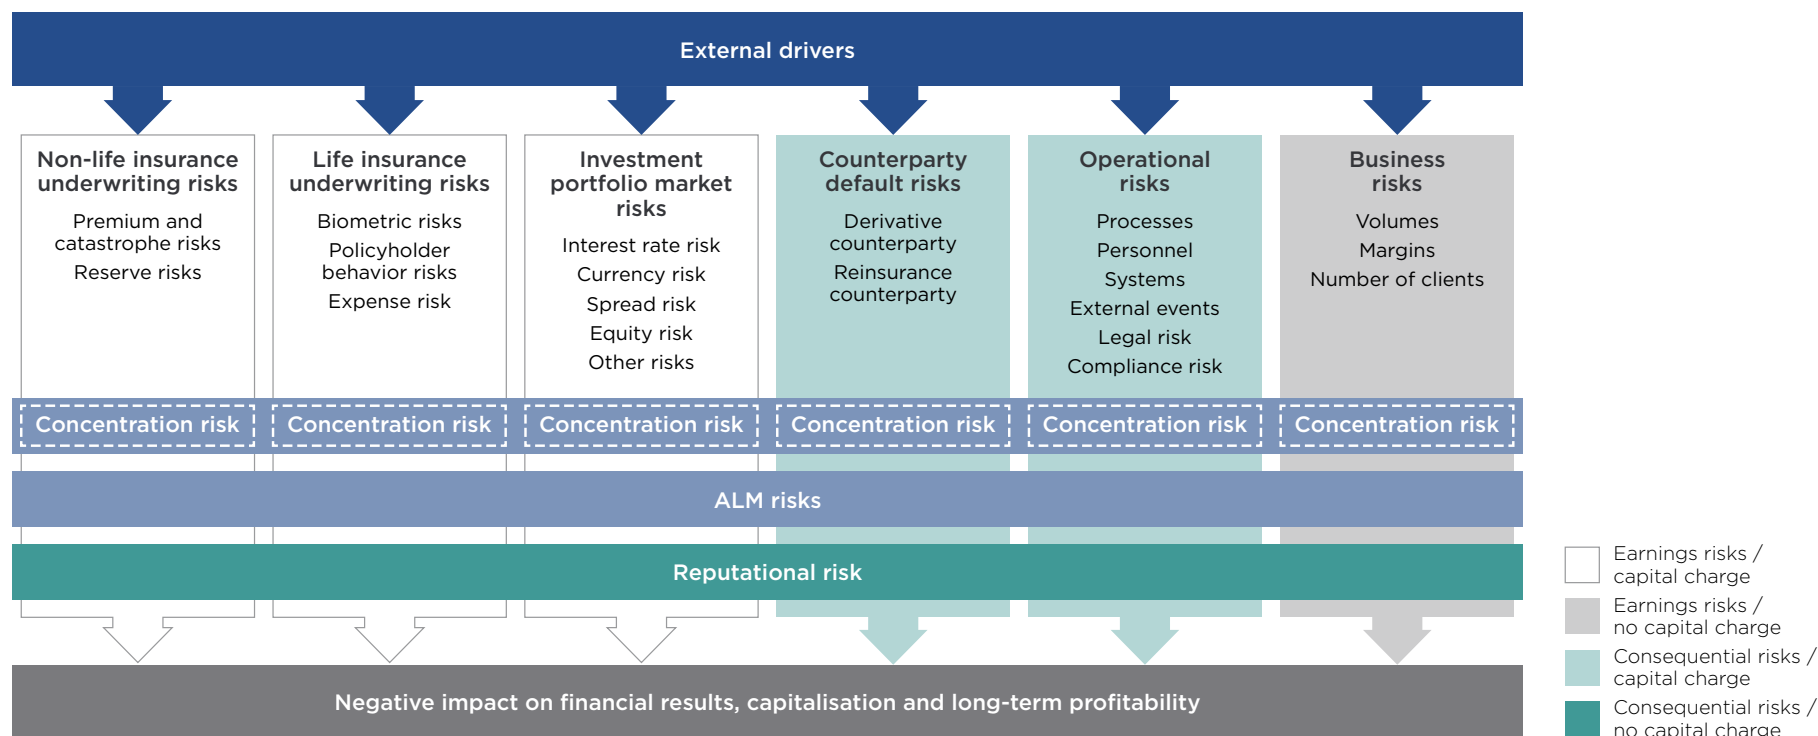 External drivers
Non-life insurance
underwriting risks
Premium and
catastrophe risks
Reserve risks
Life insurance
underwriting risks
Biometric risks
Policyholder
behavior risks
Expense risk
Investment
portfolio market
risks
Interest rate risk
Currency risk
Spread risk
Equity risk
Other risks
Counterparty
default risks
Derivative
counterparty
Reinsurance
counterparty
Operational
risks
Processes
Personnel
Systems
External events
Legal risk
Compliance risk
Business
risks
Volumes
Margins
Number of clients
Concentration risk
Concentration risk
Concentration risk
Concentration risk
Concentration risk
Concentration risk
ALM risks
Reputational risk
Negative impact on financial results, capitalisation and long-term profitability
Earnings risks /
capital charge
Earnings risks /
no capital charge
Consequential risks /
capital charge
Consequential risks /
no capital charge